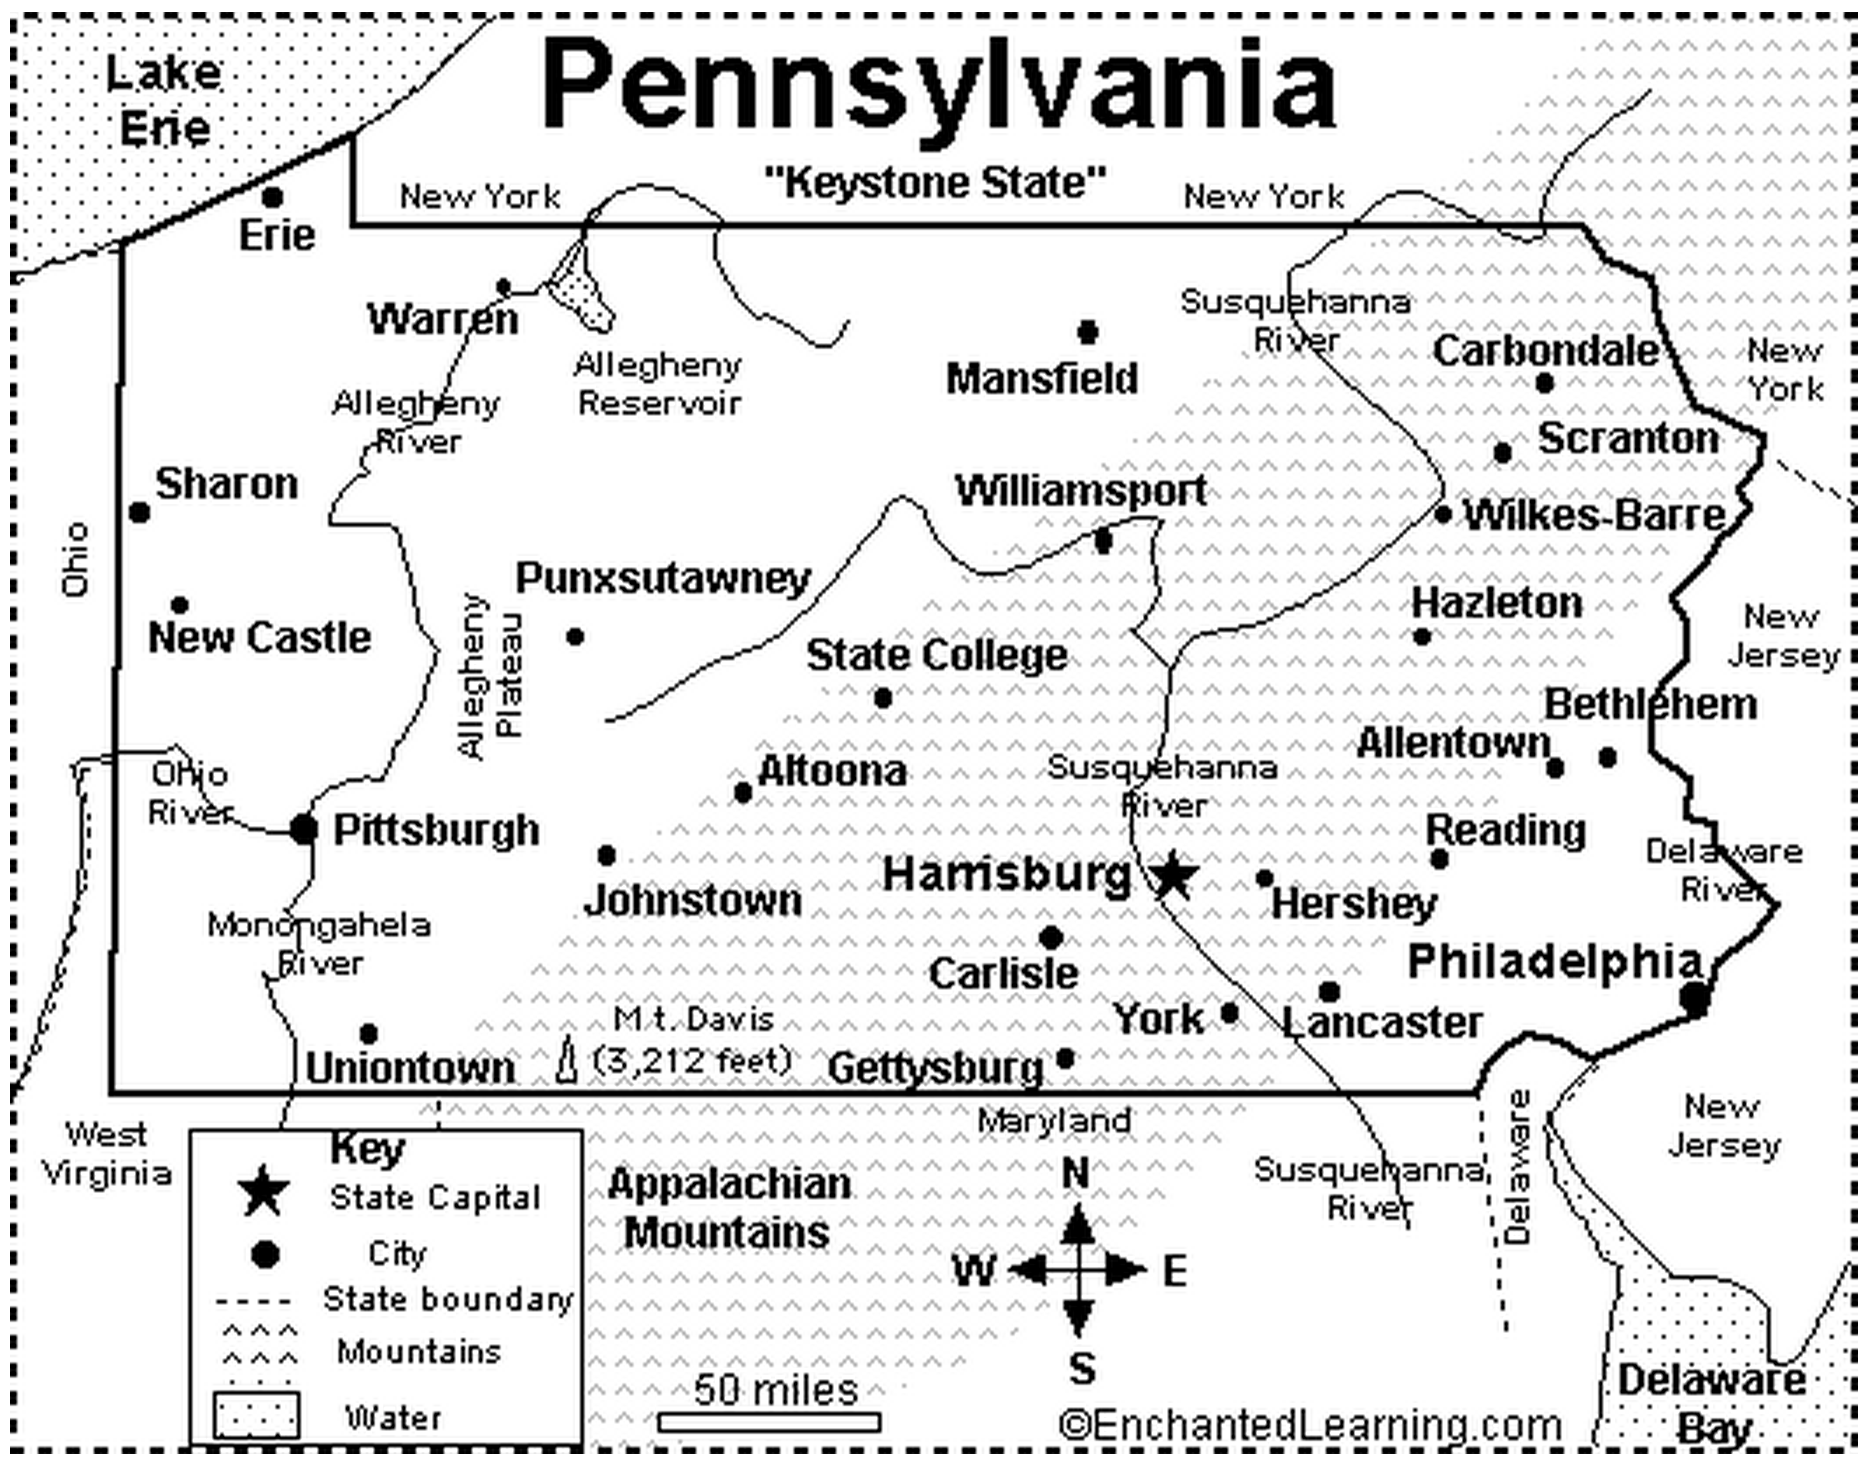 Pennsylvania
"Keystone State"
Lake
Erie
New York
New York
Erie
Warren
Allegheny
Reservoir
Allegheny
River
Mansfield
Susquehanna
River
Carbondale
New
York
Scranton
Sharon
Williamsport
Wilkes-Barre
Ohio
Punxsutawney
New Castle
Allegheny
Plateau
State College
Hazleton
New
Jersey
Bethlehem
Allentown
Ohio
River
Altoona
Susquehanna
River
Pittsburgh
Reading
Delaware
River
Johnstown
Harrisburg
Hershey
Monongahela
River
Carlisle
Philadelphia
Mt. Davis
(3,212 feet)
York
Lancaster
Uniontown
Gettysburg
West
Virginia
Maryland
Delaware
New
Jersey
Susquehanna
River
Appalachian
Mountains
N
W
E
S
Key
State Capital
City
State boundary
Mountains
Water
50 miles
©EnchantedLearning.com
Delaware
Bay